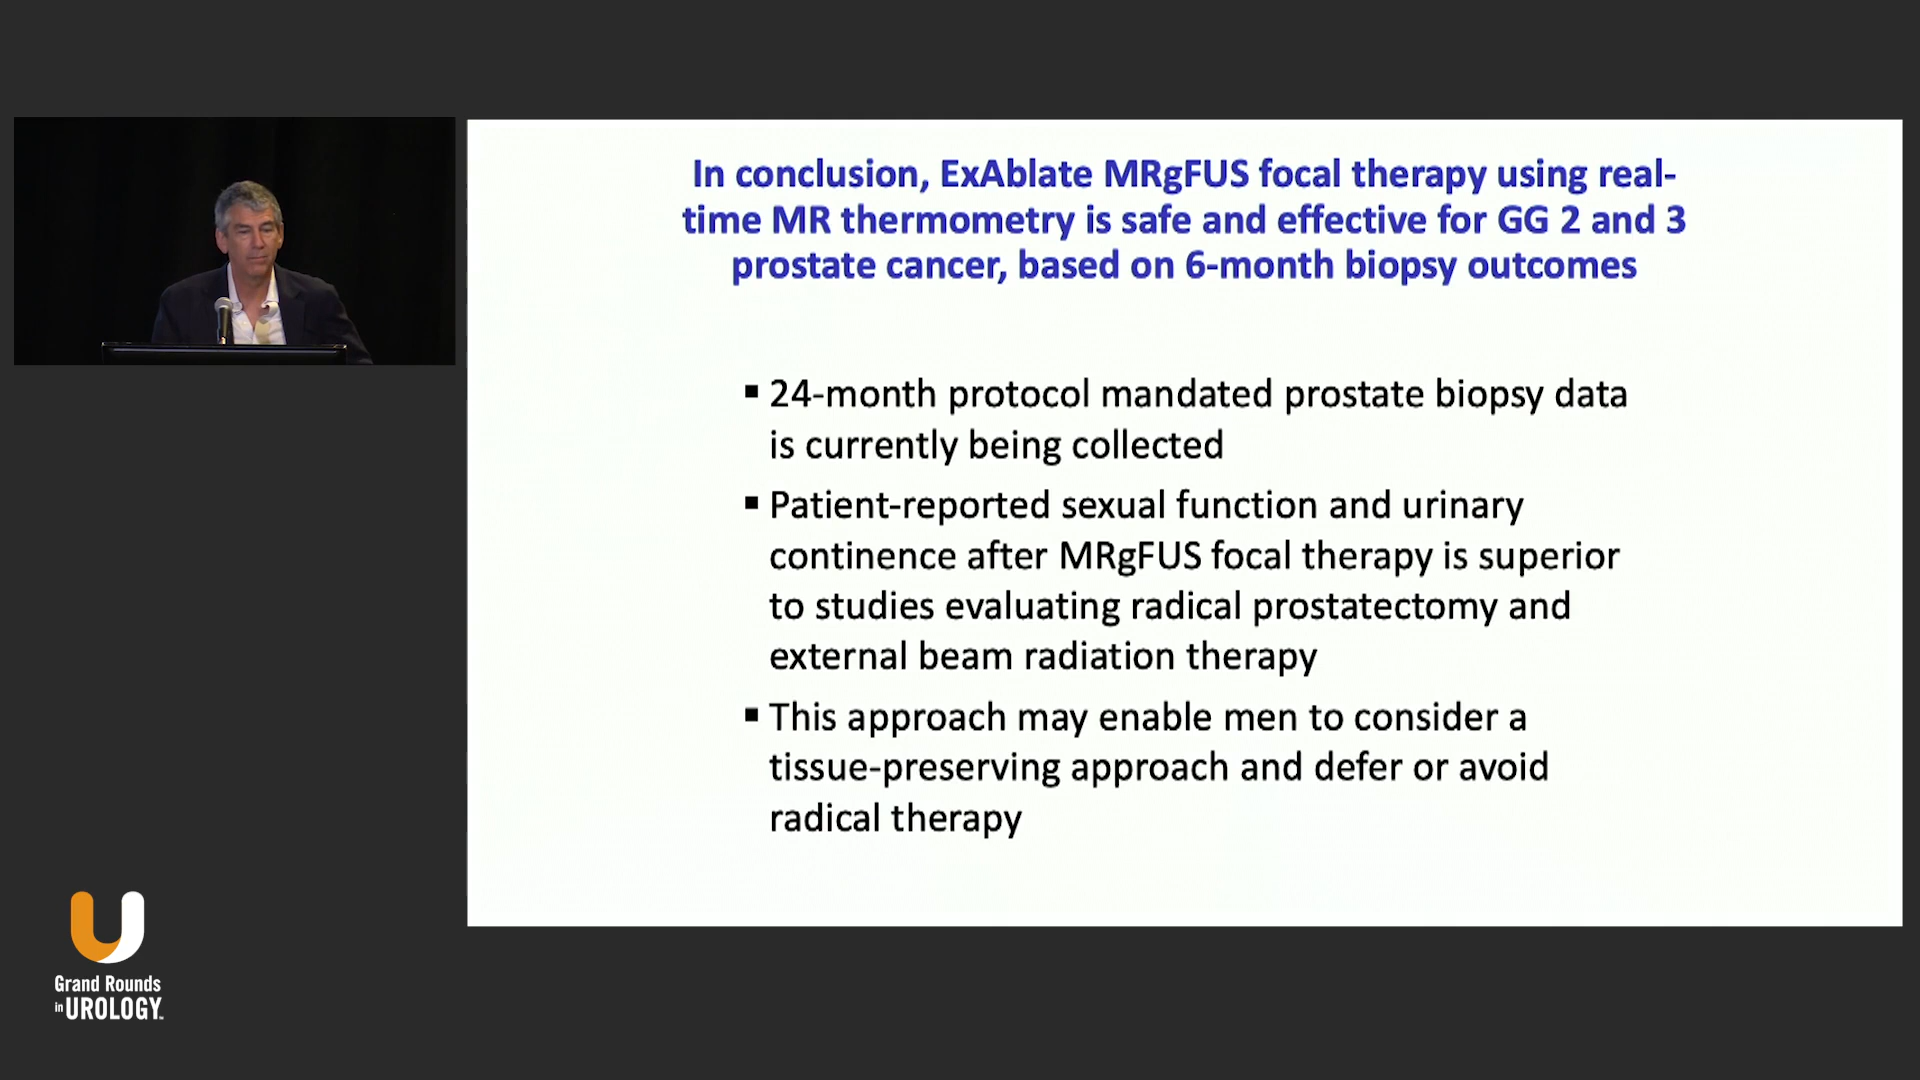 In conclusion, ExAblate MRgFUS focal therapy using real-
time MR thermometry is safe and effective for GG 2 and 3
prostate cancer, based on 6-month biopsy outcomes
▪ 24-month protocol mandated prostate biopsy data
is currently being collected
▪ Patient-reported sexual function and urinary
continence after MRgFUS focal therapy is superior
to studies evaluating radical prostatectomy and
external beam radiation therapy
▪ This approach may enable men to consider a
tissue-preserving approach and defer or avoid
radical therapy
Grand Rounds
in UROLOGY™